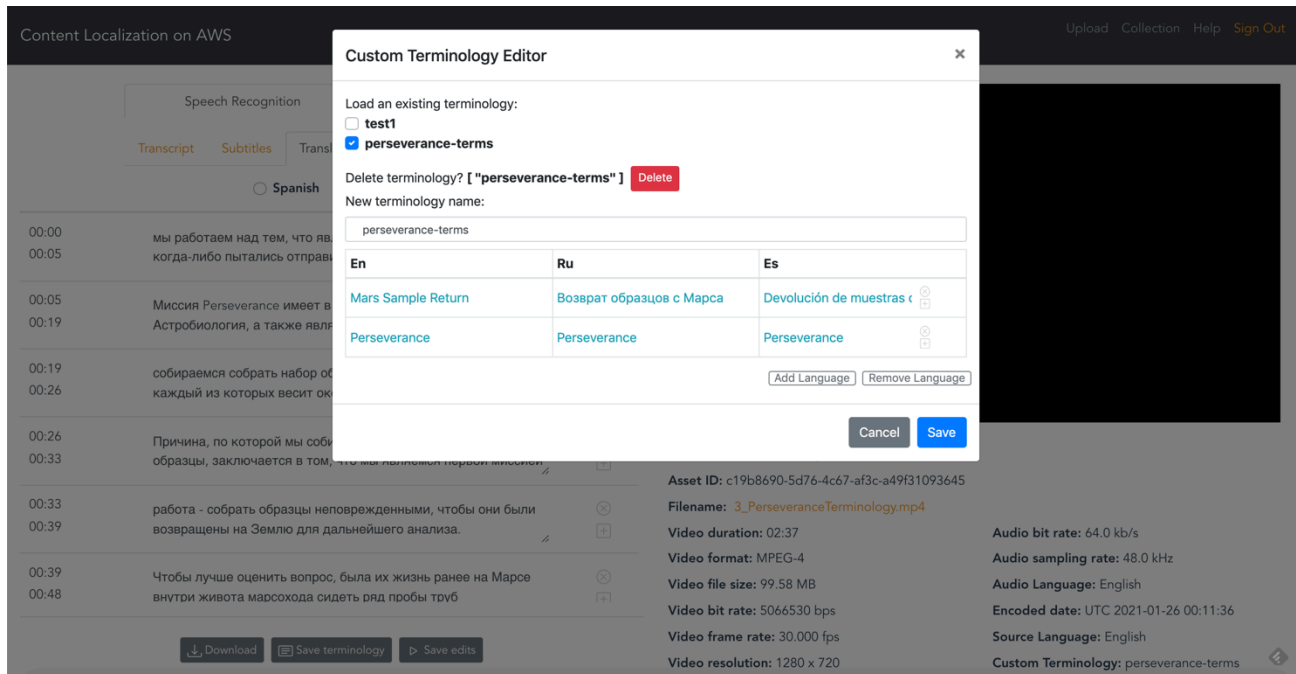 Content Localization on AWS
Upload Collection Help Sign Out
Custom Terminology Editor
×
Load an existing terminology:
test1
perseverance-terms
Delete terminology? [ "perseverance-terms" ] Delete
New terminology name:
perseverance-terms
En Ru Es
Mars Sample Return Возврат образцов с Марса Devolución de muestras
Perseverance Perseverance Perseverance
Add Language Remove Language
Cancel Save
Speech Recognition
Transcript Subtitles
Spanish
00:00 мы работаем над тем, что
00:05 когда-либо пытались
00:05 Миссия Perseverance имеет в
00:19 Астробиология, а также
00:19 собираемся собрать набор
00:26 каждый из которых весит
00:26 Причина, по которой мы
00:33 образцы, заключается в том, что мы являемся первой миссией
00:33 работа - собрать образцы неповрежденными, чтобы они были
00:39 возвращены на Землю для дальнейшего анализа.
00:39 Чтобы лучше оценить вопрос, была их жизнь ранее на Марсе
00:48 внутри живота марсохода сидеть ряд пробы труб
Download Save terminology Save edits
Asset ID: c19b8690-5d76-4c67-af3c-a49f31093645
Filename: 3_PerseveranceTerminology.mp4
Video duration: 02:37
Video format: MPEG-4
Video file size: 99.58 MB
Video bit rate: 5066530 bps
Video frame rate: 30.000 fps
Video resolution: 1280 x 720
Audio bit rate: 64.0 kb/s
Audio sampling rate: 48.0 kHz
Audio Language: English
Encoded date: UTC 2021-01-26 00:11:36
Source Language: English
Custom Terminology: perseverance-terms